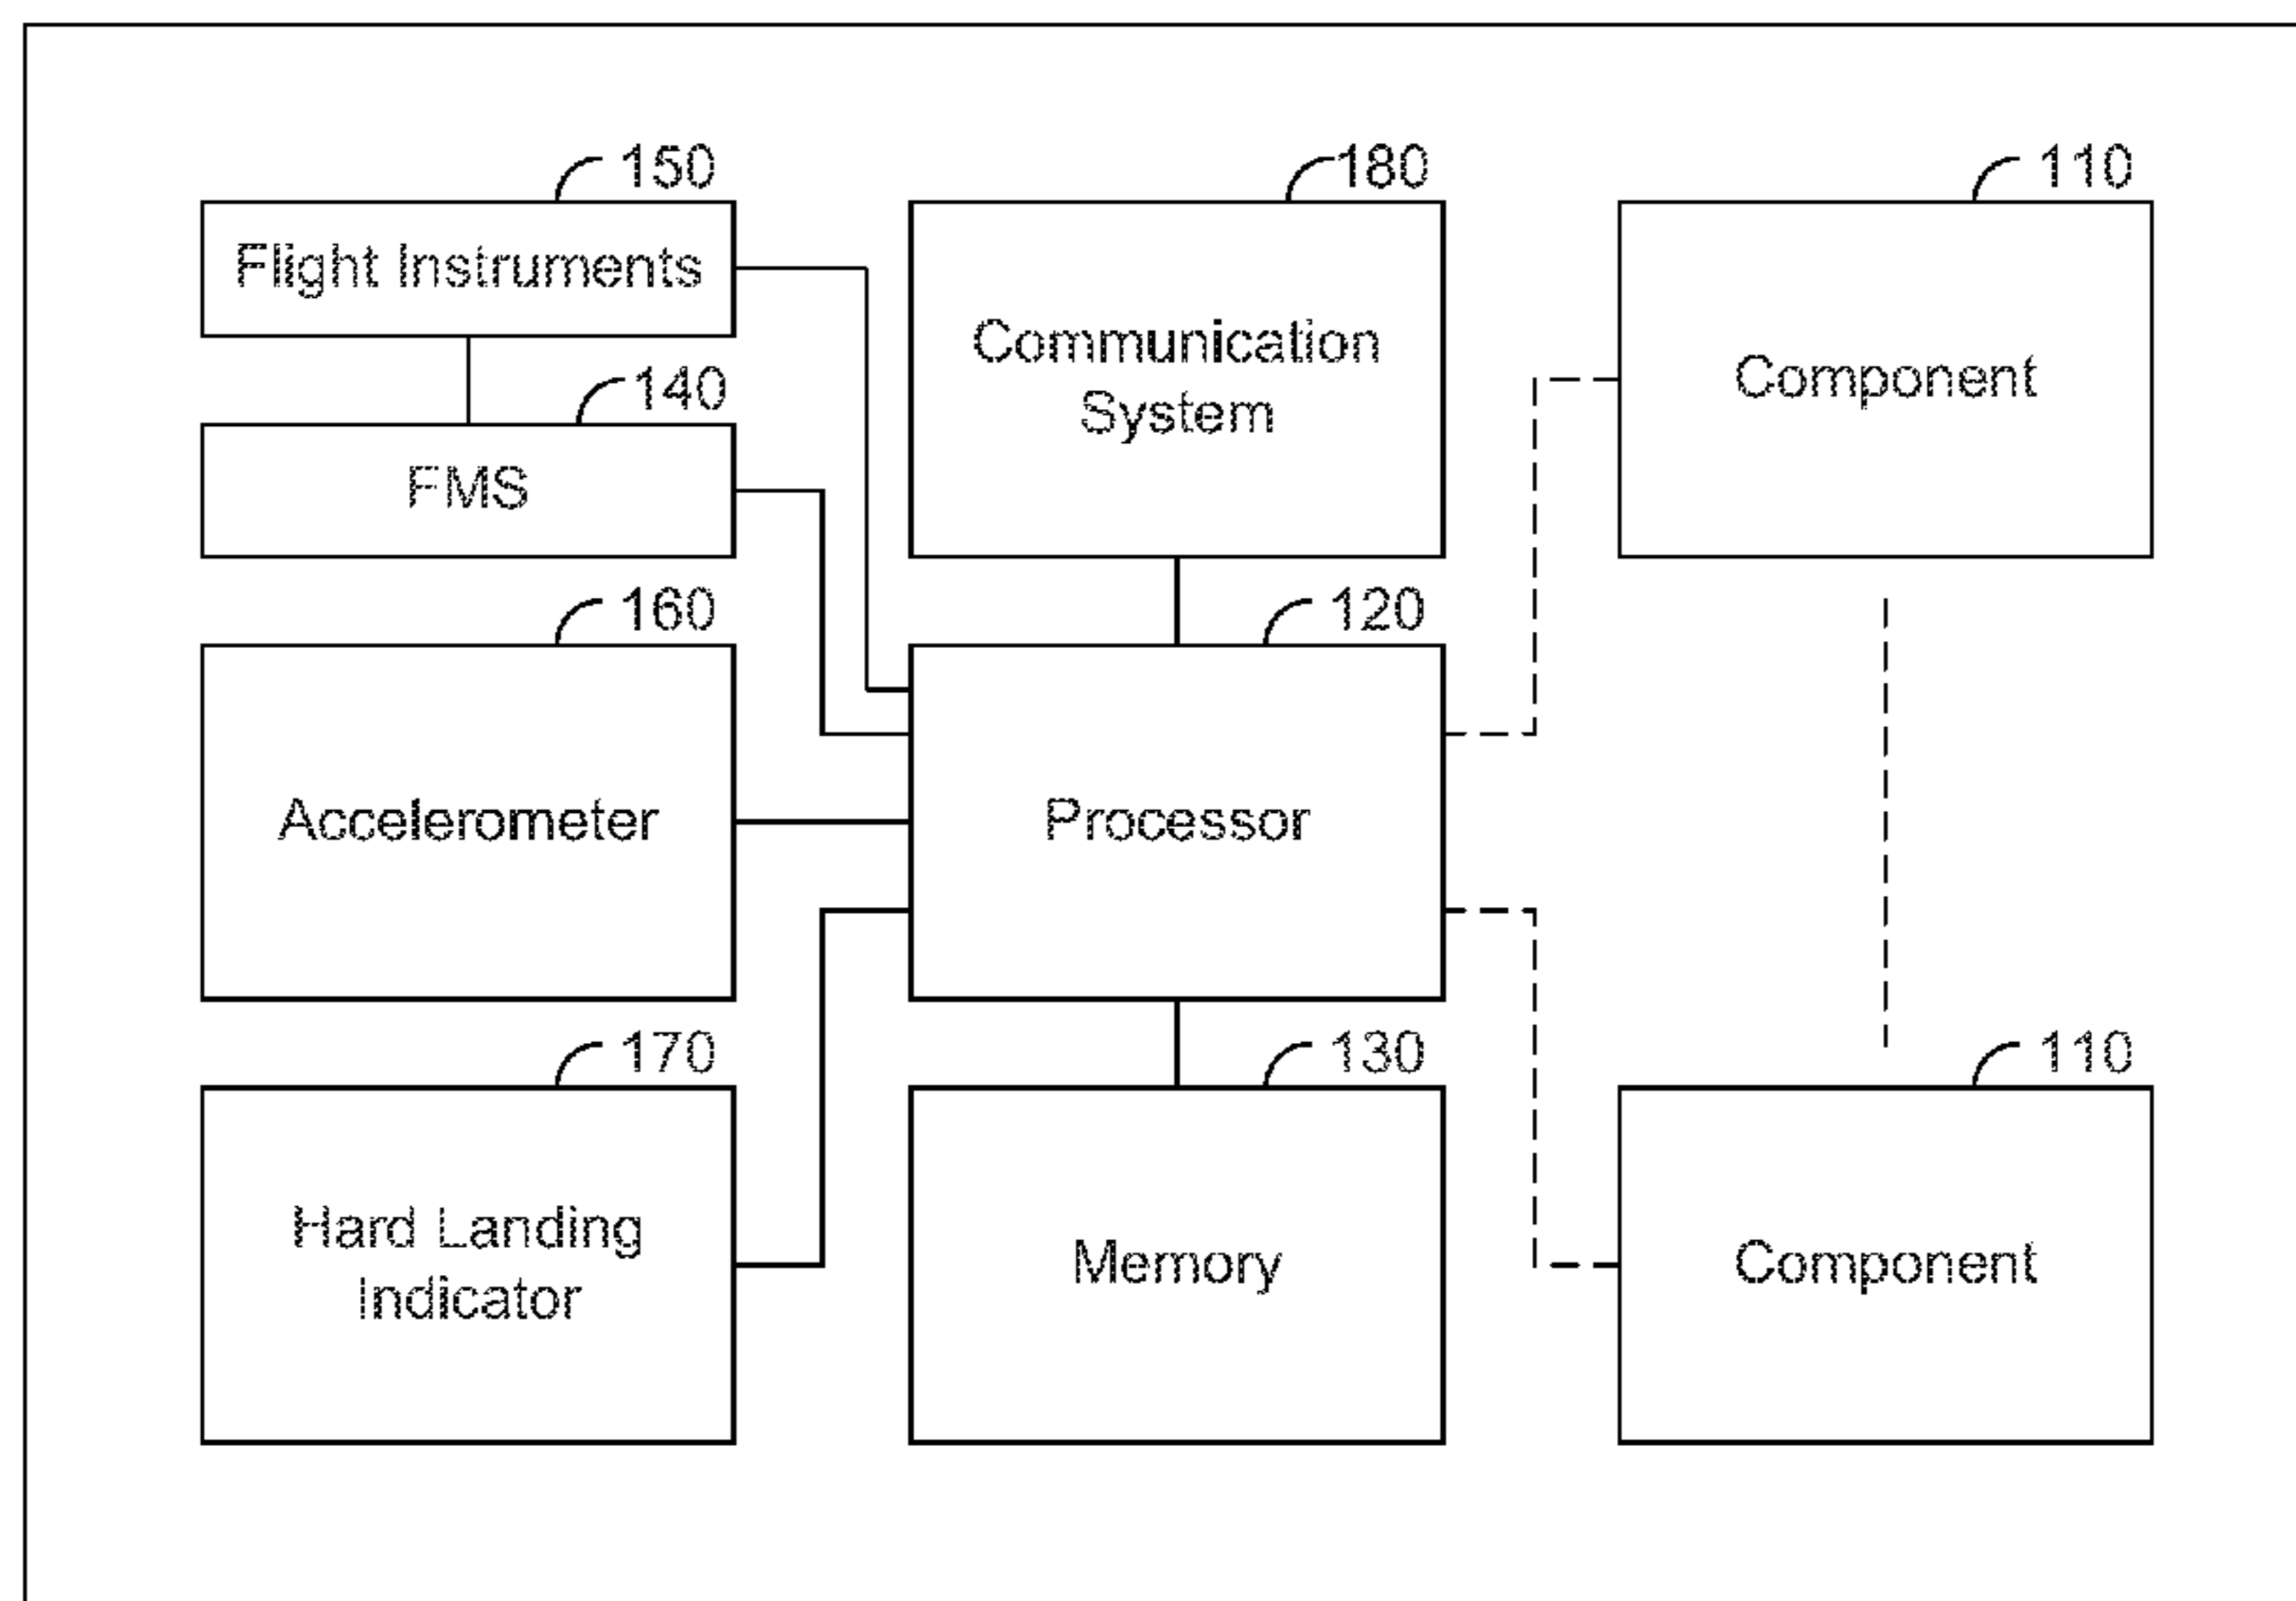 150
Flight Instruments
140
FMS
160
Accelerometer
170
Hard Landing
Indicator
180
Communication
System
120
Processor
130
Memory
110
Component
110
Component